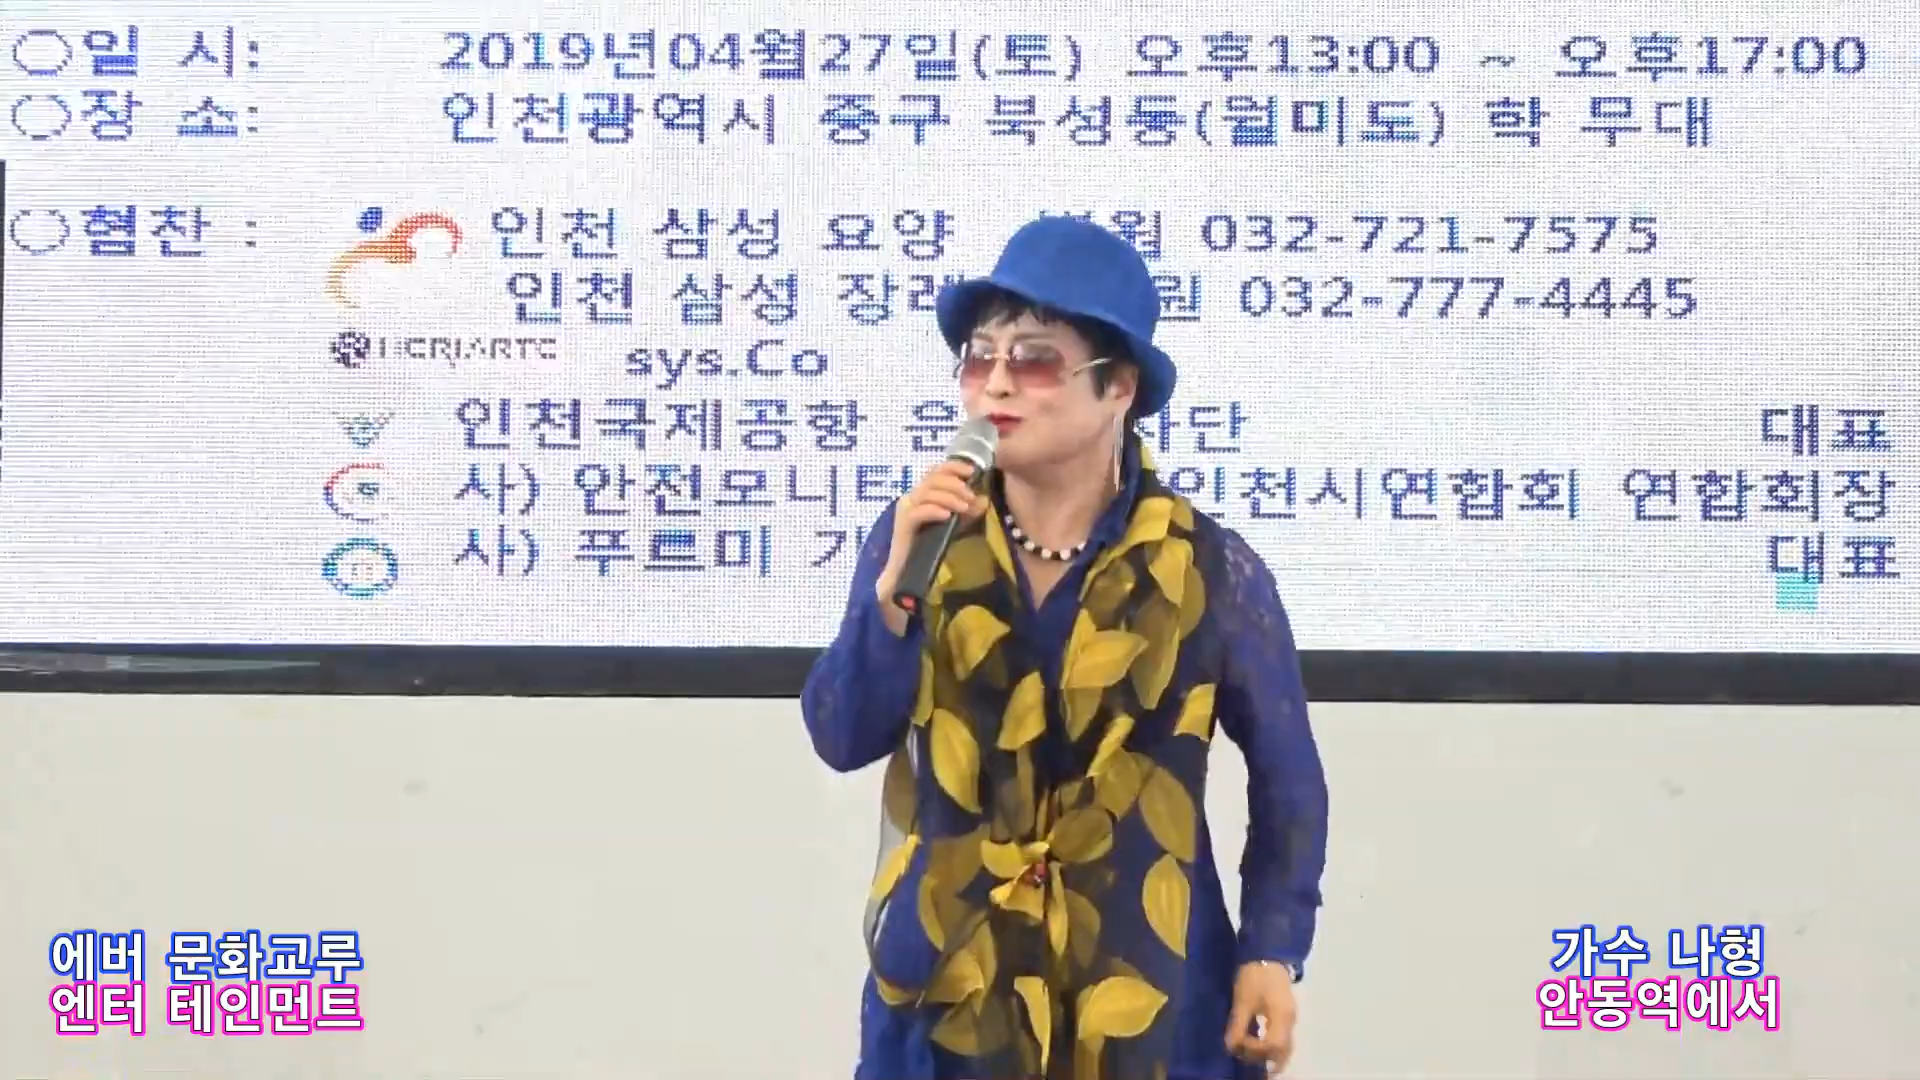 ○일 시: 2019년04월27일(토) 오후13:00 ~ 오후17:00
○장 소: 인천광역시 중구 북성동(월미도) 학 무대
○협찬 : 인천 삼성 요양 032-721-7575
인천 삼성 032-777-4445
sys.Co
인천국제공항 대표
사) 안전모니터 인천시연합회 연합회장
사) 푸르미 대표
에버 문화교루
엔터 테인먼트
가수 나형
안동역에서